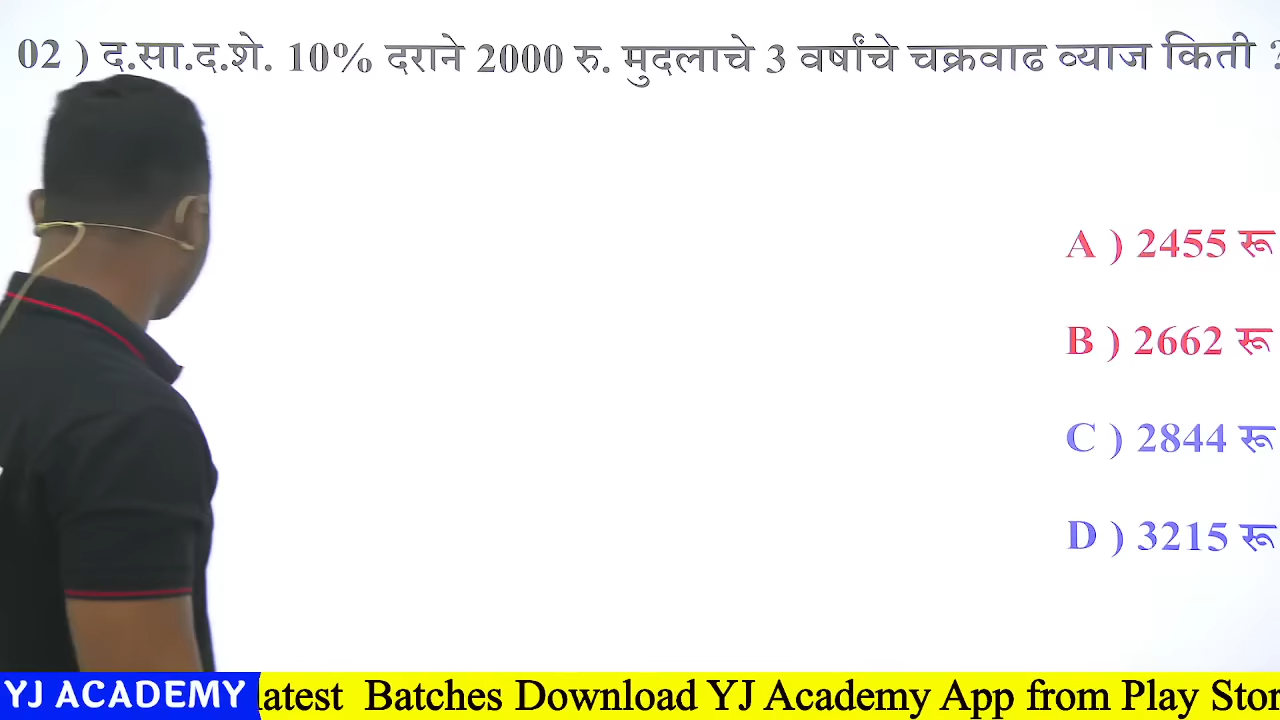 02 ) द.सा.द.शे. 10% दराने 2000 रु. मुदलाचे 3 वर्षांचे चक्रवाढ व्याज किती ?
A ) 2455 रू
B ) 2662 रू
C ) 2844 रू
D ) 3215 रू
YJ ACADEMY latest Batches Download YJ Academy App from Play Stor